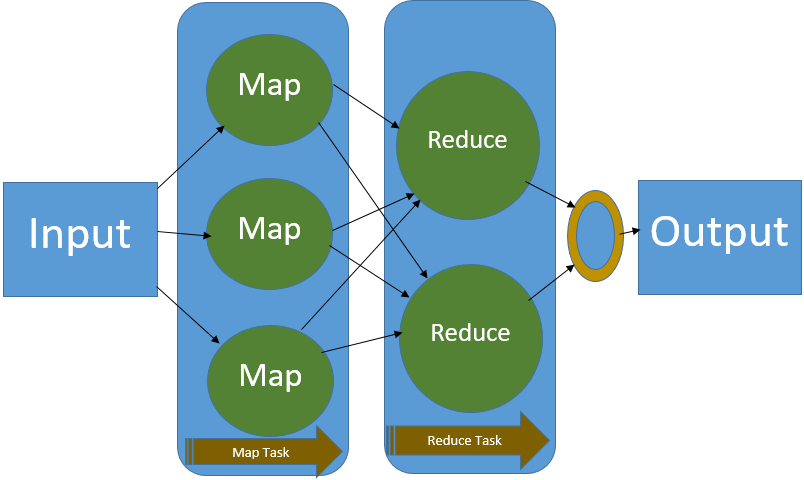 Input
Map
Map
Map
Map Task
Reduce
Reduce
Reduce Task
Output